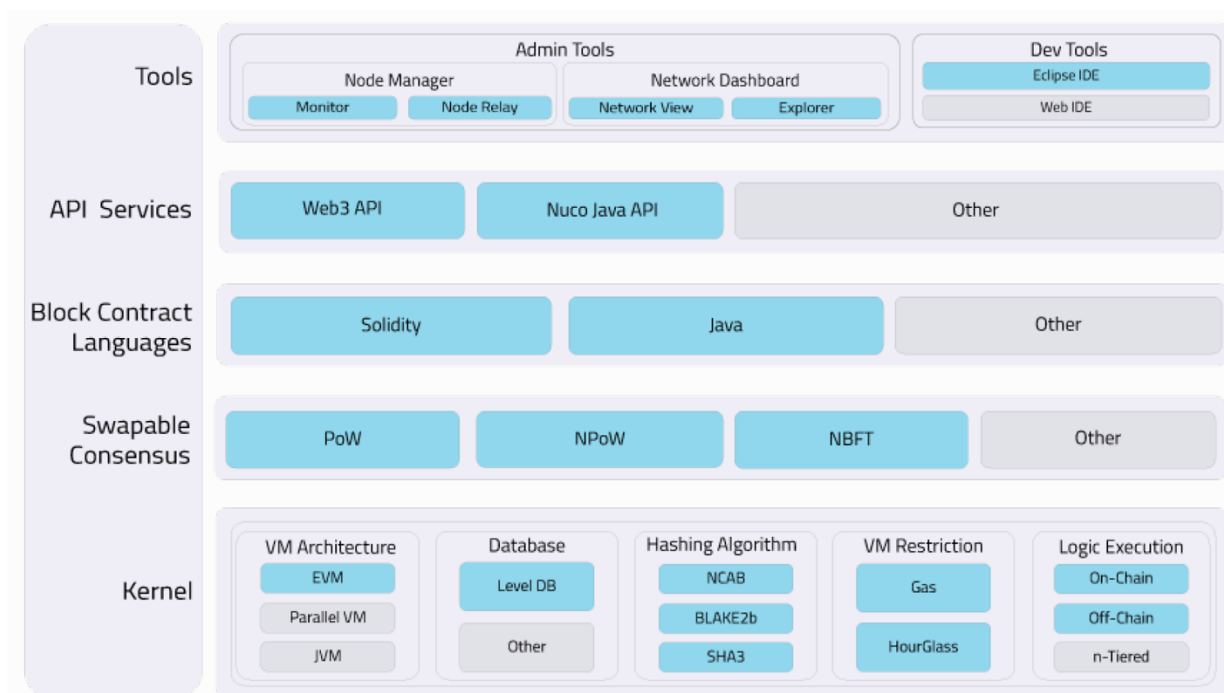 Tools
Admin Tools
Node Manager
Monitor
Node Relay
Network Dashboard
Network View
Explorer
Dev Tools
Eclipse IDE
Web IDE
API Services
Web3 API
Nuco Java API
Other
Block Contract
Languages
Solidity
Java
Other
Swapable
Consensus
PoW
NPoW
NBFT
Other
Kernel
VM Architecture
EVM
Parallel VM
JVM
Database
Level DB
Other
Hashing Algorithm
NCAB
BLAKE2b
SHA3
VM Restriction
Gas
HourGlass
Logic Execution
On-Chain
Off-Chain
n-Tiered